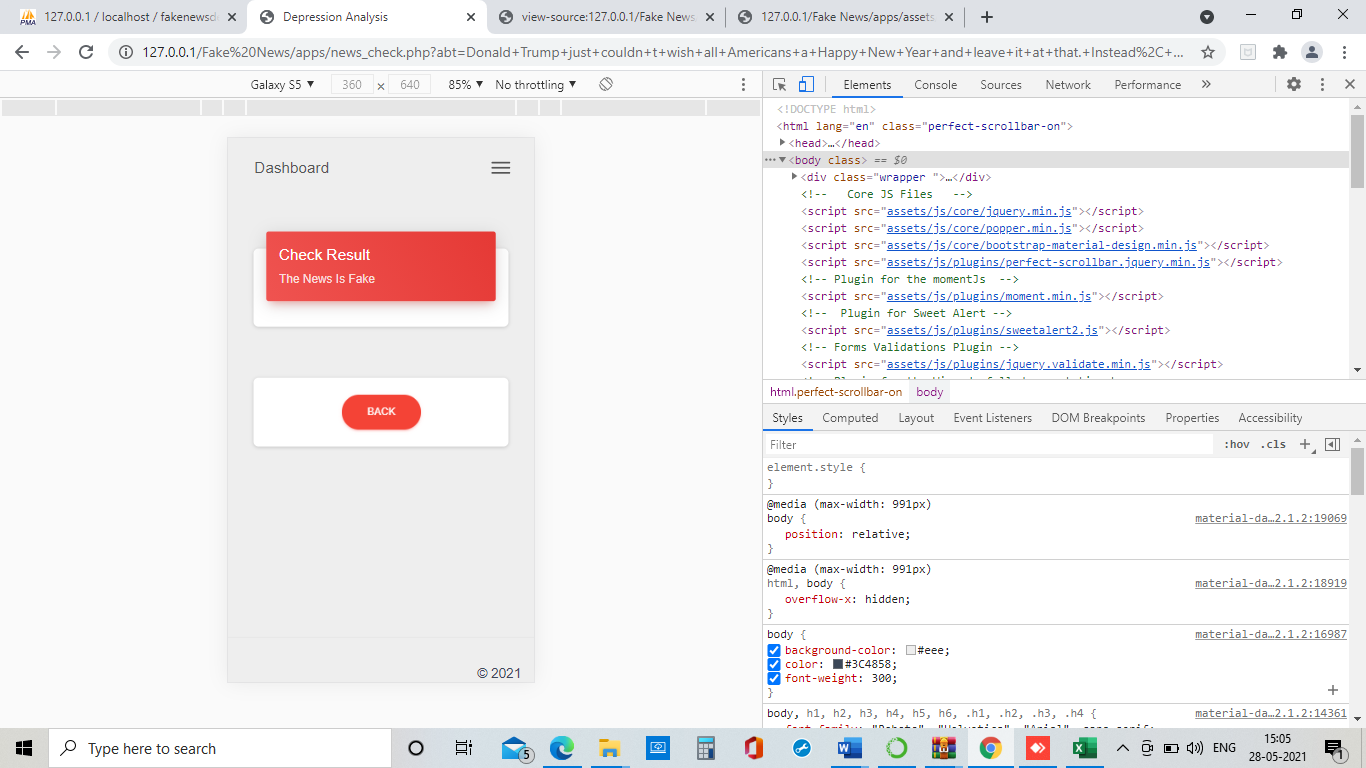 127.0.0.1 / localhost / fakenewsd
Depression Analysis
view-source:127.0.0.1/Fake News
127.0.0.1/Fake News/apps/assets
127.0.0.1/Fake%20News/apps/news_check.php?abt=Donald+Trump+just+couldn+t+wish+all+Americans+a+Happy+New+Year+and+leave+it+at+that.+Instead%2C+...
Galaxy S5 ▼ 360 × 640 85% ▼ No throttling ▼
Elements Console Sources Network Performance »
Dashboard
Check Result
The News Is Fake
BACK
© 2021
<!DOCTYPE html>
<html lang="en" class="perfect-scrollbar-on">
▶<head>…</head>
…▼<body class> == $0
▶<div class="wrapper ">…</div>
<!--   Core JS Files   -->
<script src="assets/js/core/jquery.min.js"></script>
<script src="assets/js/core/popper.min.js"></script>
<script src="assets/js/core/bootstrap-material-design.min.js"></script>
<script src="assets/js/plugins/perfect-scrollbar.jquery.min.js"></script>
<!-- Plugin for the momentJs  -->
<script src="assets/js/plugins/moment.min.js"></script>
<!--  Plugin for Sweet Alert -->
<script src="assets/js/plugins/sweetalert2.js"></script>
<!-- Forms Validations Plugin -->
<script src="assets/js/plugins/jquery.validate.min.js"></script>
html.perfect-scrollbar-on body
Styles Computed Layout Event Listeners DOM Breakpoints Properties Accessibility
Filter :hov .cls +
element.style {
}
@media (max-width: 991px)
body { material-da…2.1.2:19069
position: relative;
}
@media (max-width: 991px)
html, body { material-da…2.1.2:18919
overflow-x: hidden;
}
body { material-da…2.1.2:16987
background-color: #eee;
color: #3C4858;
font-weight: 300;
}
body, h1, h2, h3, h4, h5, h6, .h1, .h2, .h3, .h4 { material-da…2.1.2:14361
Type here to search
5
ENG
15:05
28-05-2021
1